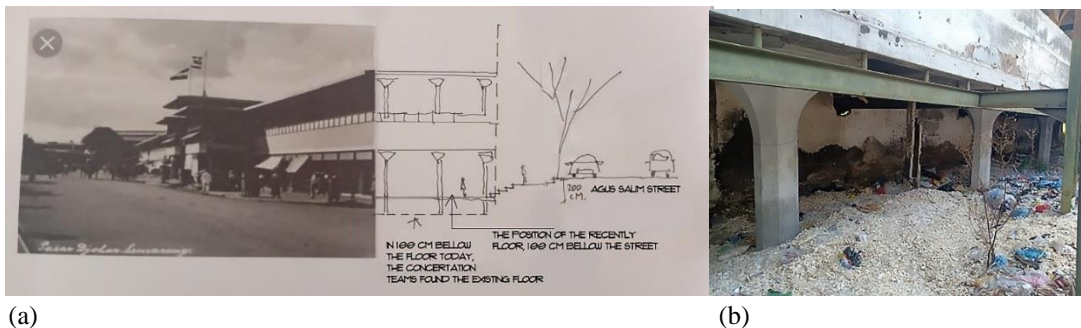 Pasar Djohar Semarang.
200
CM.
AGUS SALIM STREET
IN 100 CM BELLOW
THE FLOOR TODAY,
THE CONCERTATION
TEAMS FOUND THE EXISTING FLOOR
THE POSITION OF THE RECENTLY
FLOOR, 100 CM BELLOW THE STREET
(a)
(b)